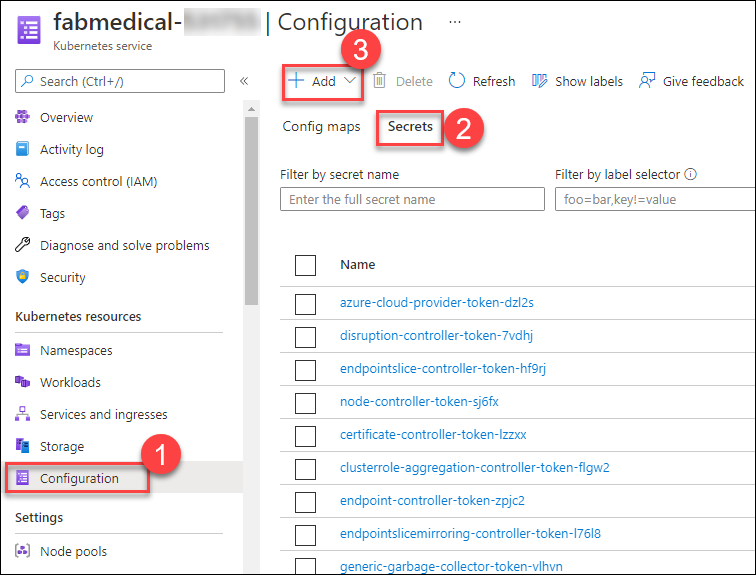 fabmedical- | Configuration ...
Kubernetes service
Search (Ctrl+/)
«
Overview
Activity log
Access control (IAM)
Tags
Diagnose and solve problems
Security
Kubernetes resources
Namespaces
Workloads
Services and ingresses
Storage
Configuration
1
Settings
Node pools
3
Add
Delete
Refresh
Show labels
Give feedback
Config maps
Secrets
2
Filter by secret name
Enter the full secret name
Filter by label selector
foo=bar,key!=value
Name
azure-cloud-provider-token-dzl2s
disruption-controller-token-7vdhj
endpointslice-controller-token-hf9rj
node-controller-token-sj6fx
certificate-controller-token-lzzxx
clusterrole-aggregation-controller-token-flgw2
endpoint-controller-token-zpjc2
endpointslicemirroring-controller-token-l76l8
generic-garbage-collector-token-vlhvn